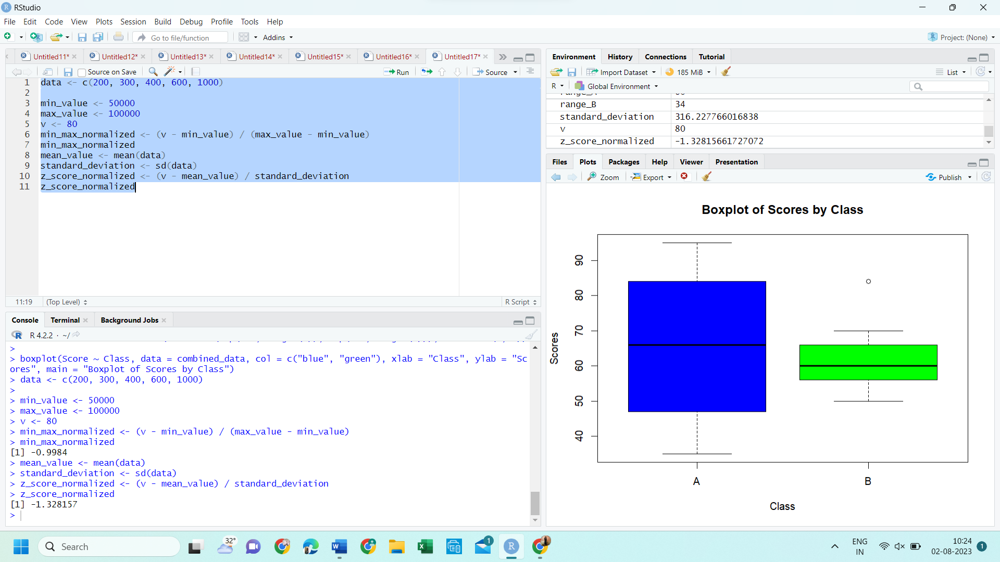 RStudio
File Edit Code View Plots Session Build Debug Profile Tools Help
Go to file/function Addins Project: (None)
Untitled11* Untitled12* Untitled13* Untitled14* Untitled15* Untitled16* Untitled17*
Source on Save Run Source
1 data <- c(200, 300, 400, 600, 1000)
2
3 min_value <- 50000
4 max_value <- 100000
5 v <- 80
6 min_max_normalized <- (v - min_value) / (max_value - min_value)
7 min_max_normalized
8 mean_value <- mean(data)
9 standard_deviation <- sd(data)
10 z_score_normalized <- (v - mean_value) / standard_deviation
11 z_score_normalized
11:19 (Top Level) R Script
Console Terminal Background Jobs
R 4.2.2 · ~/
>
> boxplot(Score ~ Class, data = combined_data, col = c("blue", "green"), xlab = "Class", ylab = "Sc
ores", main = "Boxplot of Scores by Class")
> data <- c(200, 300, 400, 600, 1000)
>
> min_value <- 50000
> max_value <- 100000
> v <- 80
> min_max_normalized <- (v - min_value) / (max_value - min_value)
> min_max_normalized
[1] -0.9984
> mean_value <- mean(data)
> standard_deviation <- sd(data)
> z_score_normalized <- (v - mean_value) / standard_deviation
> z_score_normalized
[1] -1.328157
>
Environment History Connections Tutorial
Import Dataset 185 MiB List
R Global Environment
range_B 34
standard_deviation 316.227766016838
v 80
z_score_normalized -1.32815661727072
Files Plots Packages Help Viewer Presentation
Zoom Export Publish
Boxplot of Scores by Class
Scores
90
80
70
60
50
40
A B
Class
Search 32° 1 ENG IN 10:24 02-08-2023 1